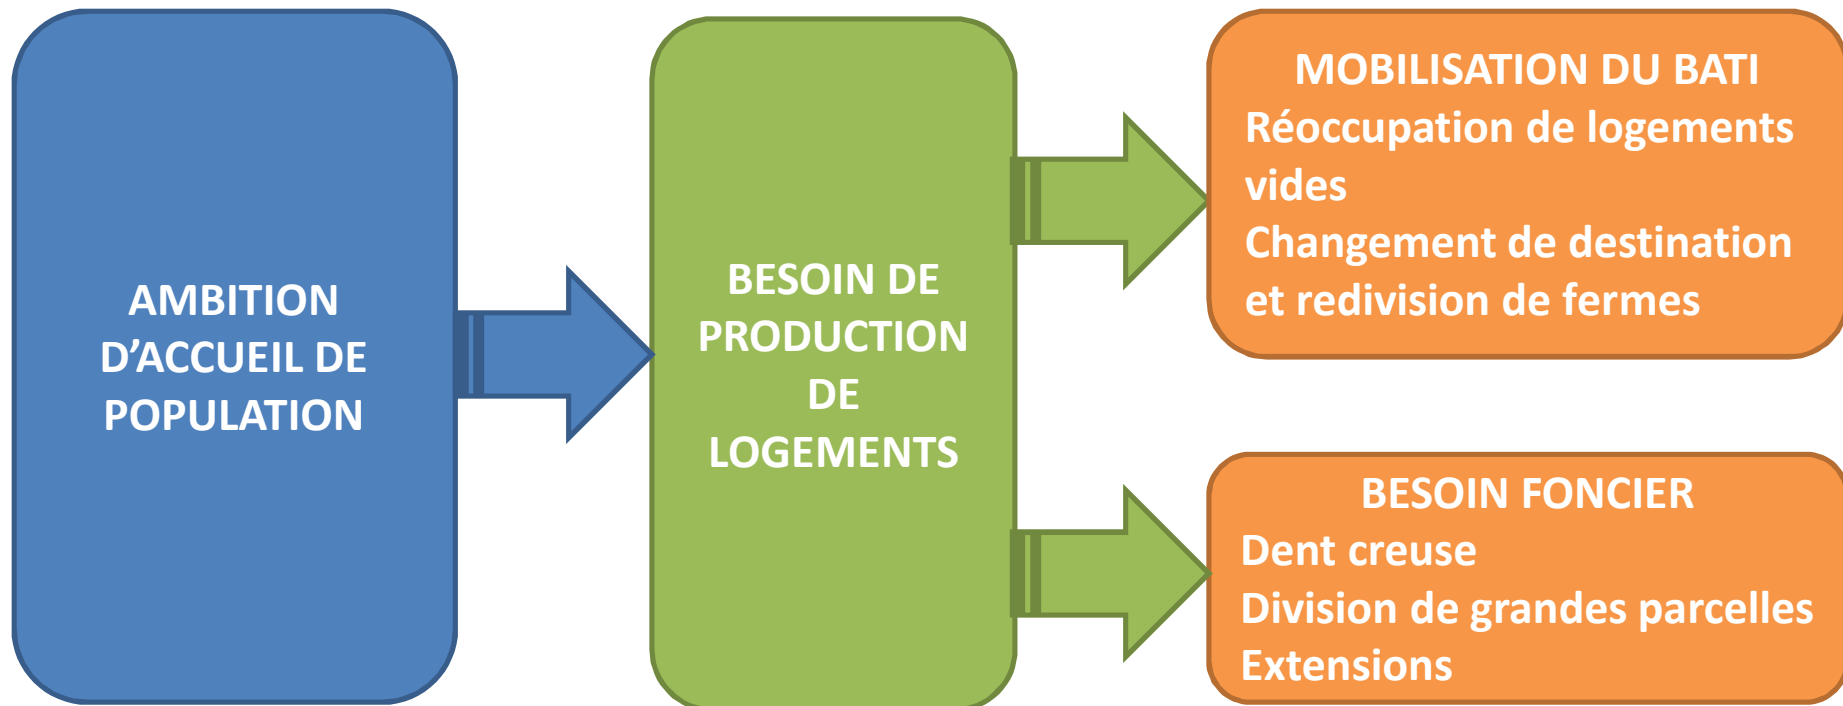 AMBITION
D’ACCUEIL DE
POPULATION
BESOIN DE
PRODUCTION
DE
LOGEMENTS
MOBILISATION DU BATI
Réoccupation de logements
vides
Changement de destination
et redivision de fermes
BESOIN FONCIER
Dent creuse
Division de grandes parcelles
Extensions